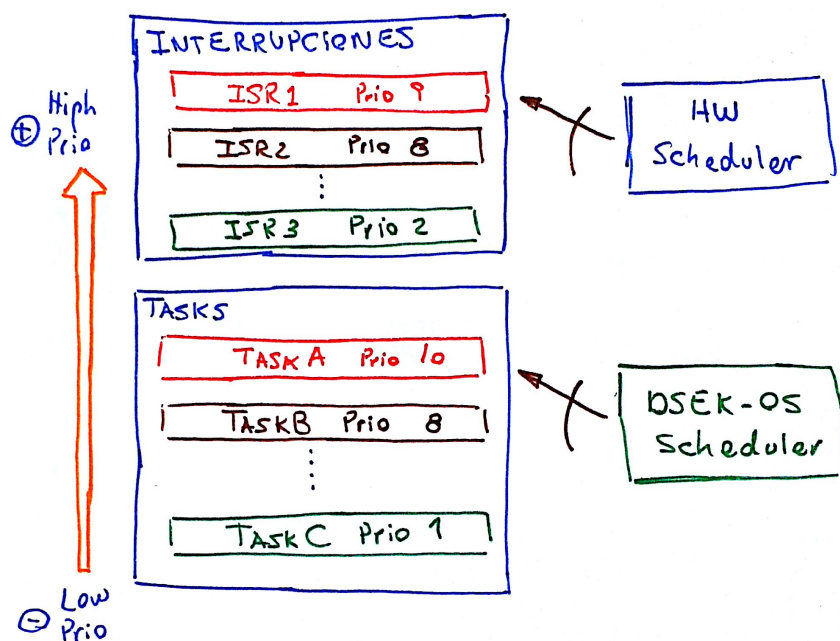 INTERRUPCIONES
ISR1 Prio 9
ISR2 Prio 8
ISR3 Prio 2
HW
Scheduler
⊕ High
Prio
TASKS
TASK A Prio 10
TASKB Prio 8
TASK C Prio 1
OSEK-OS
Scheduler
⊖ Low
Prio